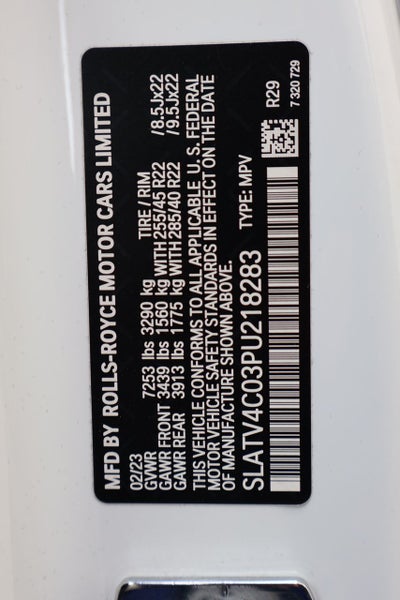 MFD BY ROLLS-ROYCE MOTOR CARS LIMITED
02/23 TIRE / RIM
GVWR 7253 lbs 3290 kg
GAWR FRONT 3439 lbs 1560 kg WITH 255/45 R22 / 8.5Jx22
GAWR REAR 3913 lbs 1775 kg WITH 285/40 R22 / 9.5Jx22
THIS VEHICLE CONFORMS TO ALL APPLICABLE U.S. FEDERAL
MOTOR VEHICLE SAFETY STANDARDS IN EFFECT ON THE DATE
OF MANUFACTURE SHOWN ABOVE.
SLATV4C03PU218283 TYPE: MPV
R29
7 320 729